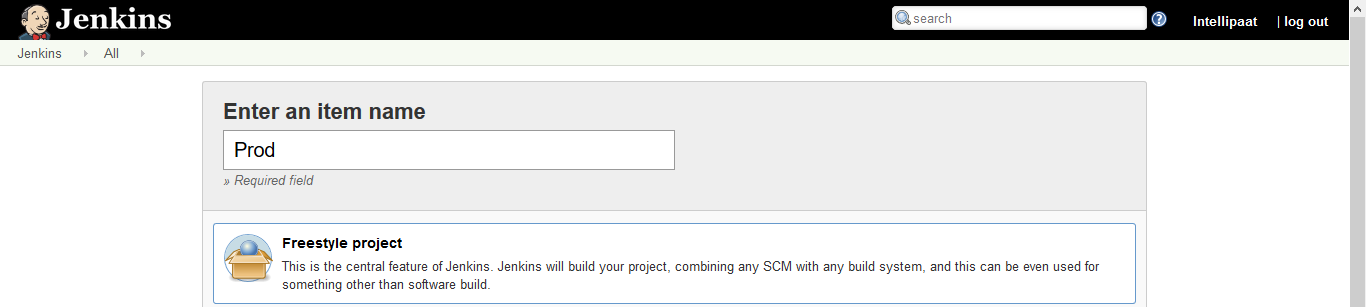 Jenkins
search
?
Intellipaat
| log out
Jenkins
All
Enter an item name
Prod
» Required field
Freestyle project
This is the central feature of Jenkins. Jenkins will build your project, combining any SCM with any build system, and this can be even used for
something other than software build.